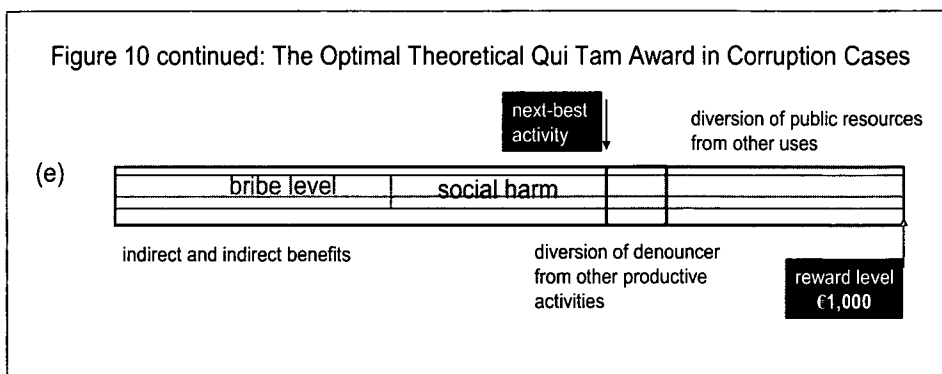 Figure 10 continued: The Optimal Theoretical Qui Tam Award in Corruption Cases
next-best
activity
diversion of public resources
from other uses
(e)
bribe level
social harm
indirect and indirect benefits
diversion of denouncer
from other productive
activities
reward level
€1,000